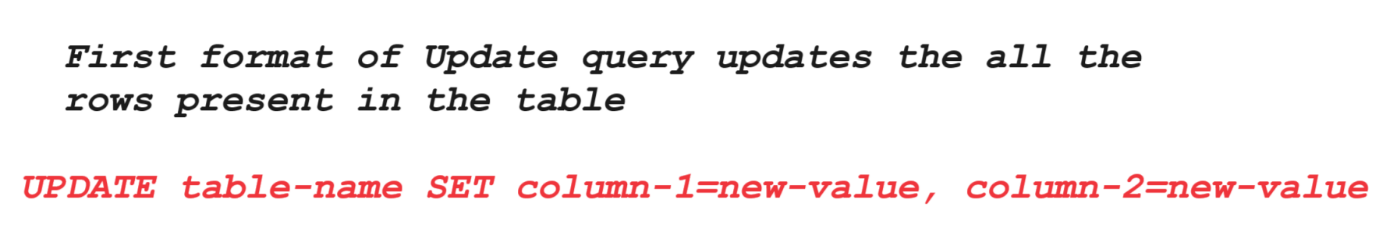 First format of Update query updates the all the
rows present in the table
UPDATE table-name SET column-1=new-value, column-2=new-value